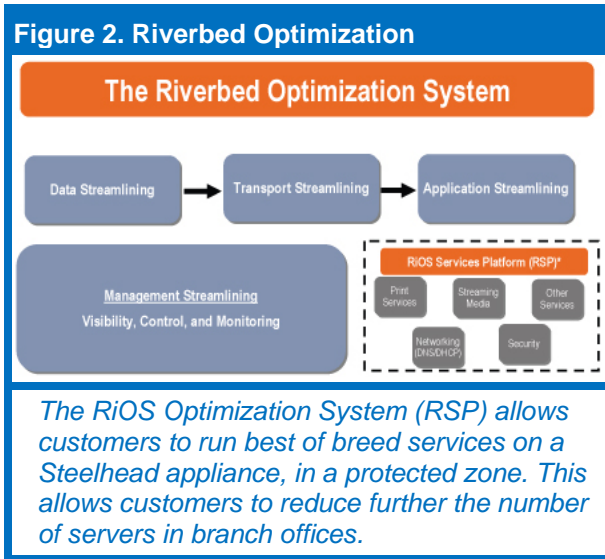 Figure 2. Riverbed Optimization
The Riverbed Optimization System
Data Streamlining
Transport Streamlining
Application Streamlining
Management Streamlining
Visibility, Control, and Monitoring
RiOS Services Platform (RSP)*
Print
Services
Streaming
Media
Other
Services
Networking
(DNS/DHCP)
Security
The RiOS Optimization System (RSP) allows
customers to run best of breed services on a
Steelhead appliance, in a protected zone. This
allows customers to reduce further the number
of servers in branch offices.